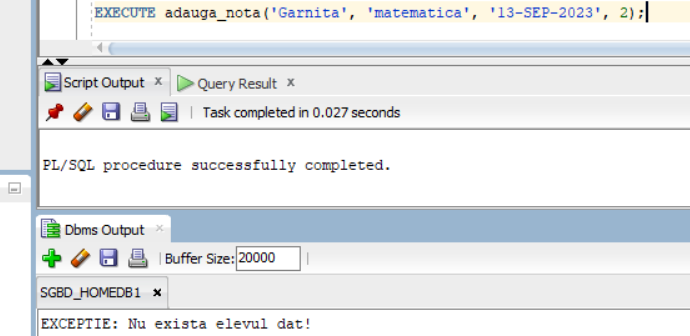 EXECUTE adauga_nota('Garnita', 'matematica', '13-SEP-2023', 2);
Script Output x Query Result x
Task completed in 0.027 seconds
PL/SQL procedure successfully completed.
Dbms Output x
Buffer Size: 20000
SGBD_HOMEDB1 x
EXCEPTIE: Nu exista elevul dat!